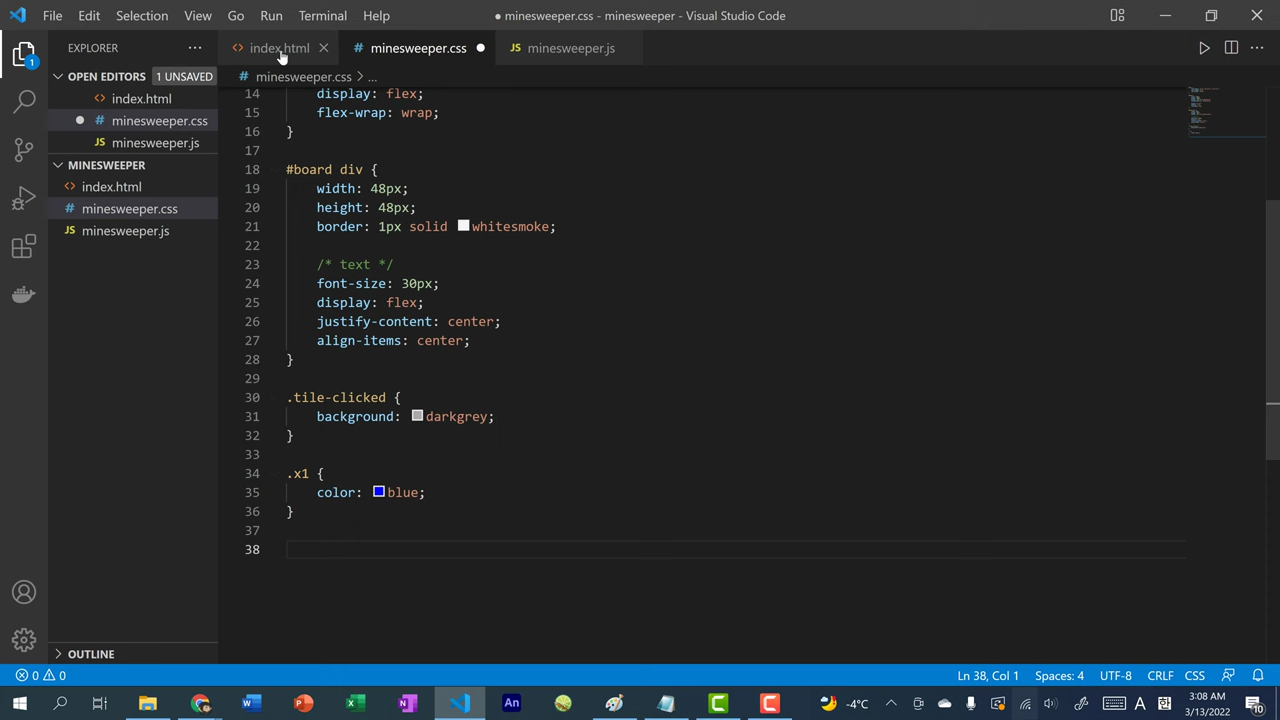 File Edit Selection View Go Run Terminal Help
● minesweeper.css - minesweeper - Visual Studio Code
EXPLORER ...
<> index.html
# minesweeper.css
JS minesweeper.js
# minesweeper.css > ...
OPEN EDITORS 1 UNSAVED
<> index.html
# minesweeper.css
JS minesweeper.js
MINESWEEPER
<> index.html
# minesweeper.css
JS minesweeper.js
OUTLINE
1
14 display: flex;
15 flex-wrap: wrap;
16 }
17
18 #board div {
19 width: 48px;
20 height: 48px;
21 border: 1px solid whitesmoke;
22
23 /* text */
24 font-size: 30px;
25 display: flex;
26 justify-content: center;
27 align-items: center;
28 }
29
30 .tile-clicked {
31 background: darkgrey;
32 }
33
34 .x1 {
35 color: blue;
36 }
37
38
0 0
Ln 38, Col 1 Spaces: 4 UTF-8 CRLF CSS
-4°C
3:08 AM
3/13/2022
10